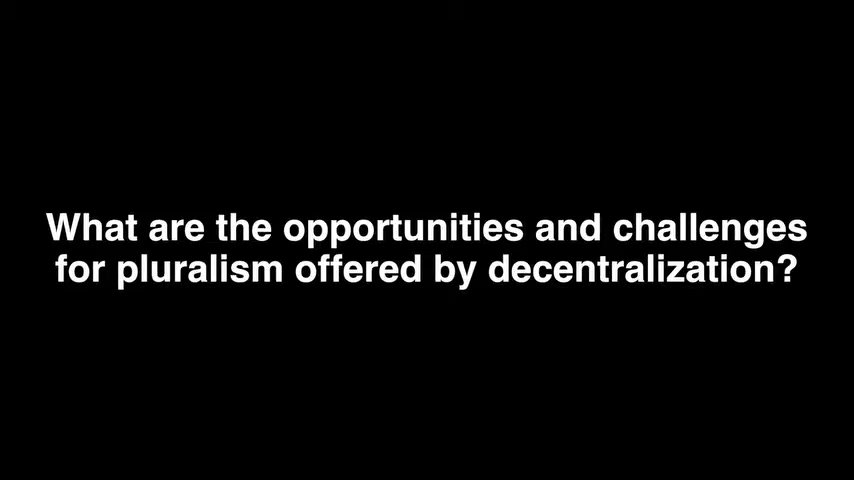 What are the opportunities and challenges
for pluralism offered by decentralization?